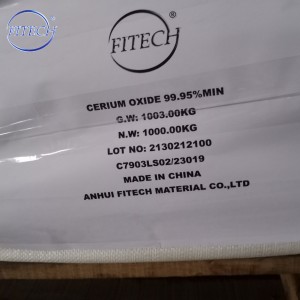 FITECH
FITECH
CERIUM OXIDE 99.95%MIN
G.W: 1003.00KG
N.W: 1000.00KG
LOT NO: 2130212100
C7903LS02/23019
MADE IN CHINA
ANHUI FITECH MATERIAL CO.,LTD